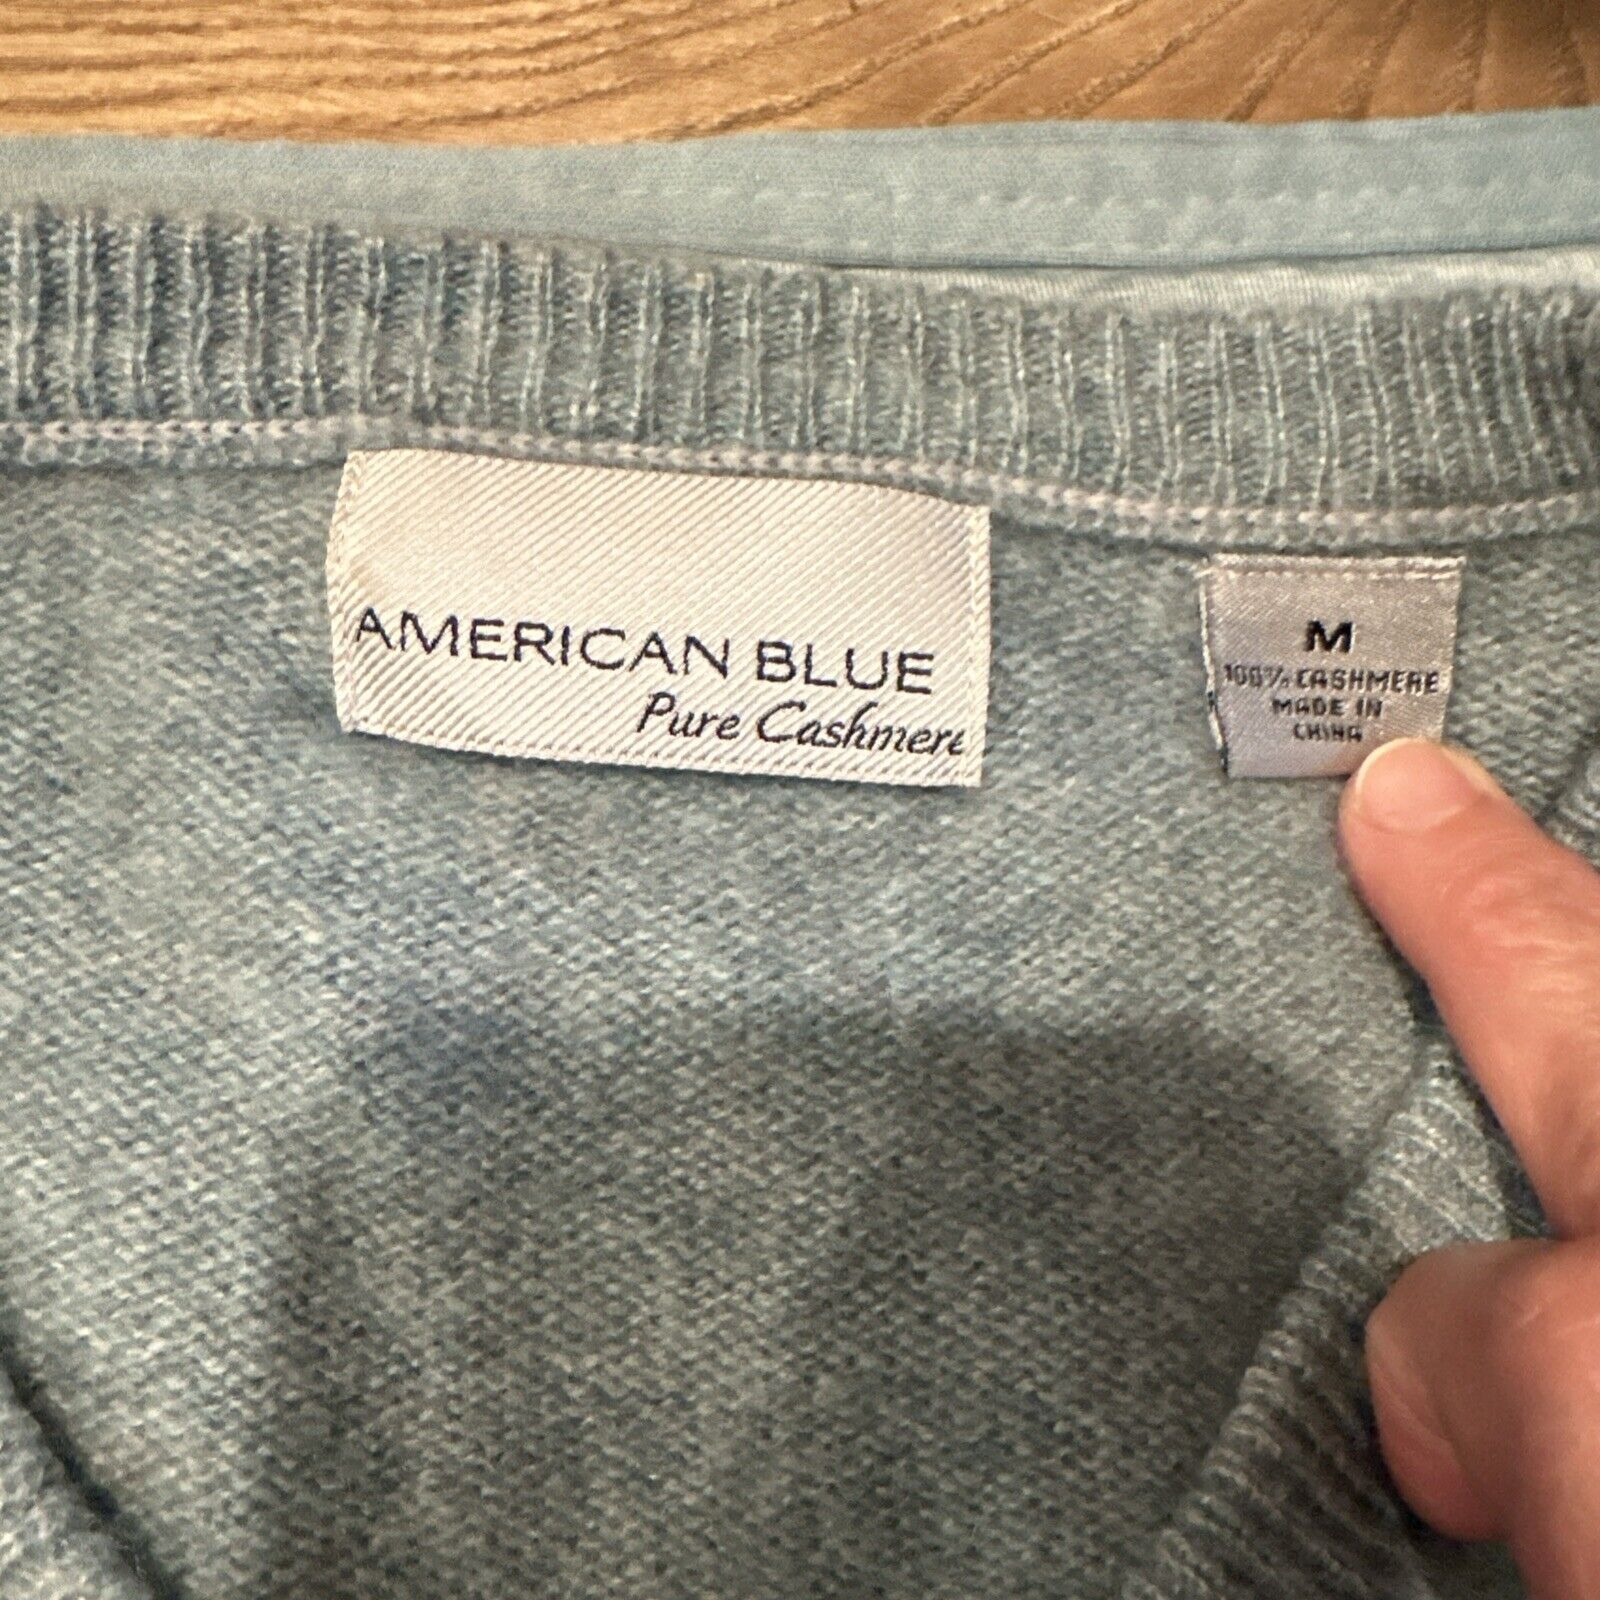 AMERICAN BLUE
Pure Cashmere
M
100% CASHMERE
MADE IN
CHINA